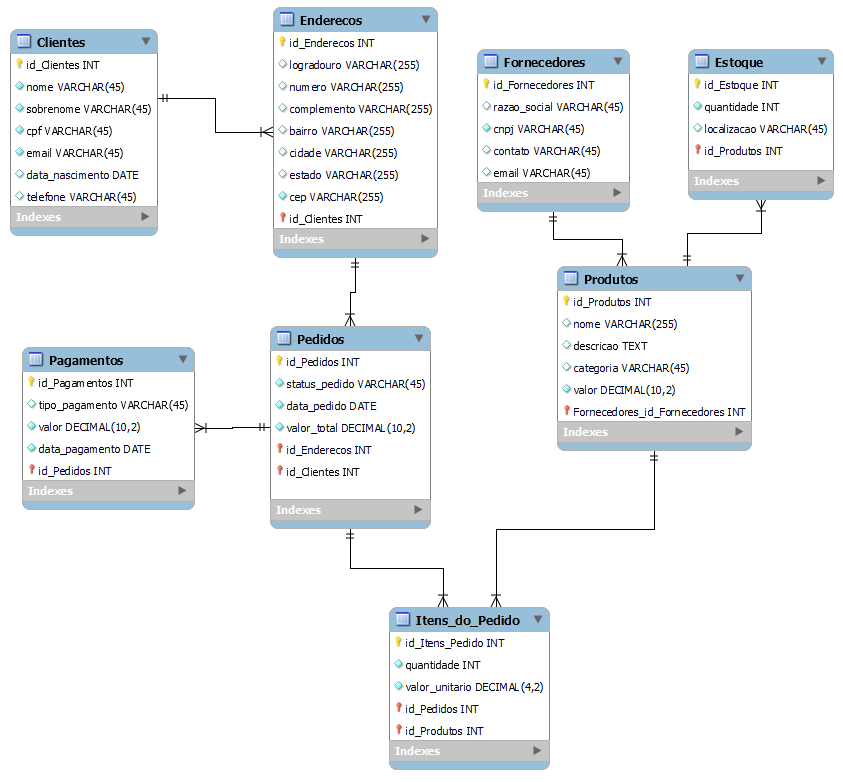 Clientes
id_Clientes INT
nome VARCHAR(45)
sobrenome VARCHAR(45)
cpf VARCHAR(45)
email VARCHAR(45)
data_nascimento DATE
telefone VARCHAR(45)
Indexes
Enderecos
id_Enderecos INT
logradouro VARCHAR(255)
numero VARCHAR(255)
complemento VARCHAR(255)
bairro VARCHAR(255)
cidade VARCHAR(255)
estado VARCHAR(255)
cep VARCHAR(255)
id_Clientes INT
Indexes
Fornecedores
id_Fornecedores INT
razao_social VARCHAR(45)
cnpj VARCHAR(45)
contato VARCHAR(45)
email VARCHAR(45)
Indexes
Estoque
id_Estoque INT
quantidade INT
localizacao VARCHAR(45)
id_Produtos INT
Indexes
Pagamentos
id_Pagamentos INT
tipo_pagamento VARCHAR(45)
valor DECIMAL(10,2)
data_pagamento DATE
id_Pedidos INT
Indexes
Pedidos
id_Pedidos INT
status_pedido VARCHAR(45)
data_pedido DATE
valor_total DECIMAL(10,2)
id_Enderecos INT
id_Clientes INT
Indexes
Produtos
id_Produtos INT
nome VARCHAR(255)
descricao TEXT
categoria VARCHAR(45)
valor DECIMAL(10,2)
Fornecedores_id_Fornecedores INT
Indexes
Itens_do_Pedido
id_Itens_Pedido INT
quantidade INT
valor_unitario DECIMAL(4,2)
id_Pedidos INT
id_Produtos INT
Indexes